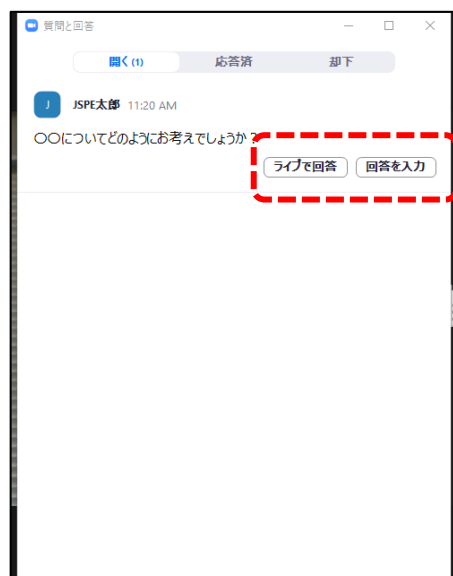 質問と回答
開く(1) 応答済 却下
J JSPE太郎 11:20 AM
〇〇についてどのようにお考えでしょうか？
ライブで回答 回答を入力